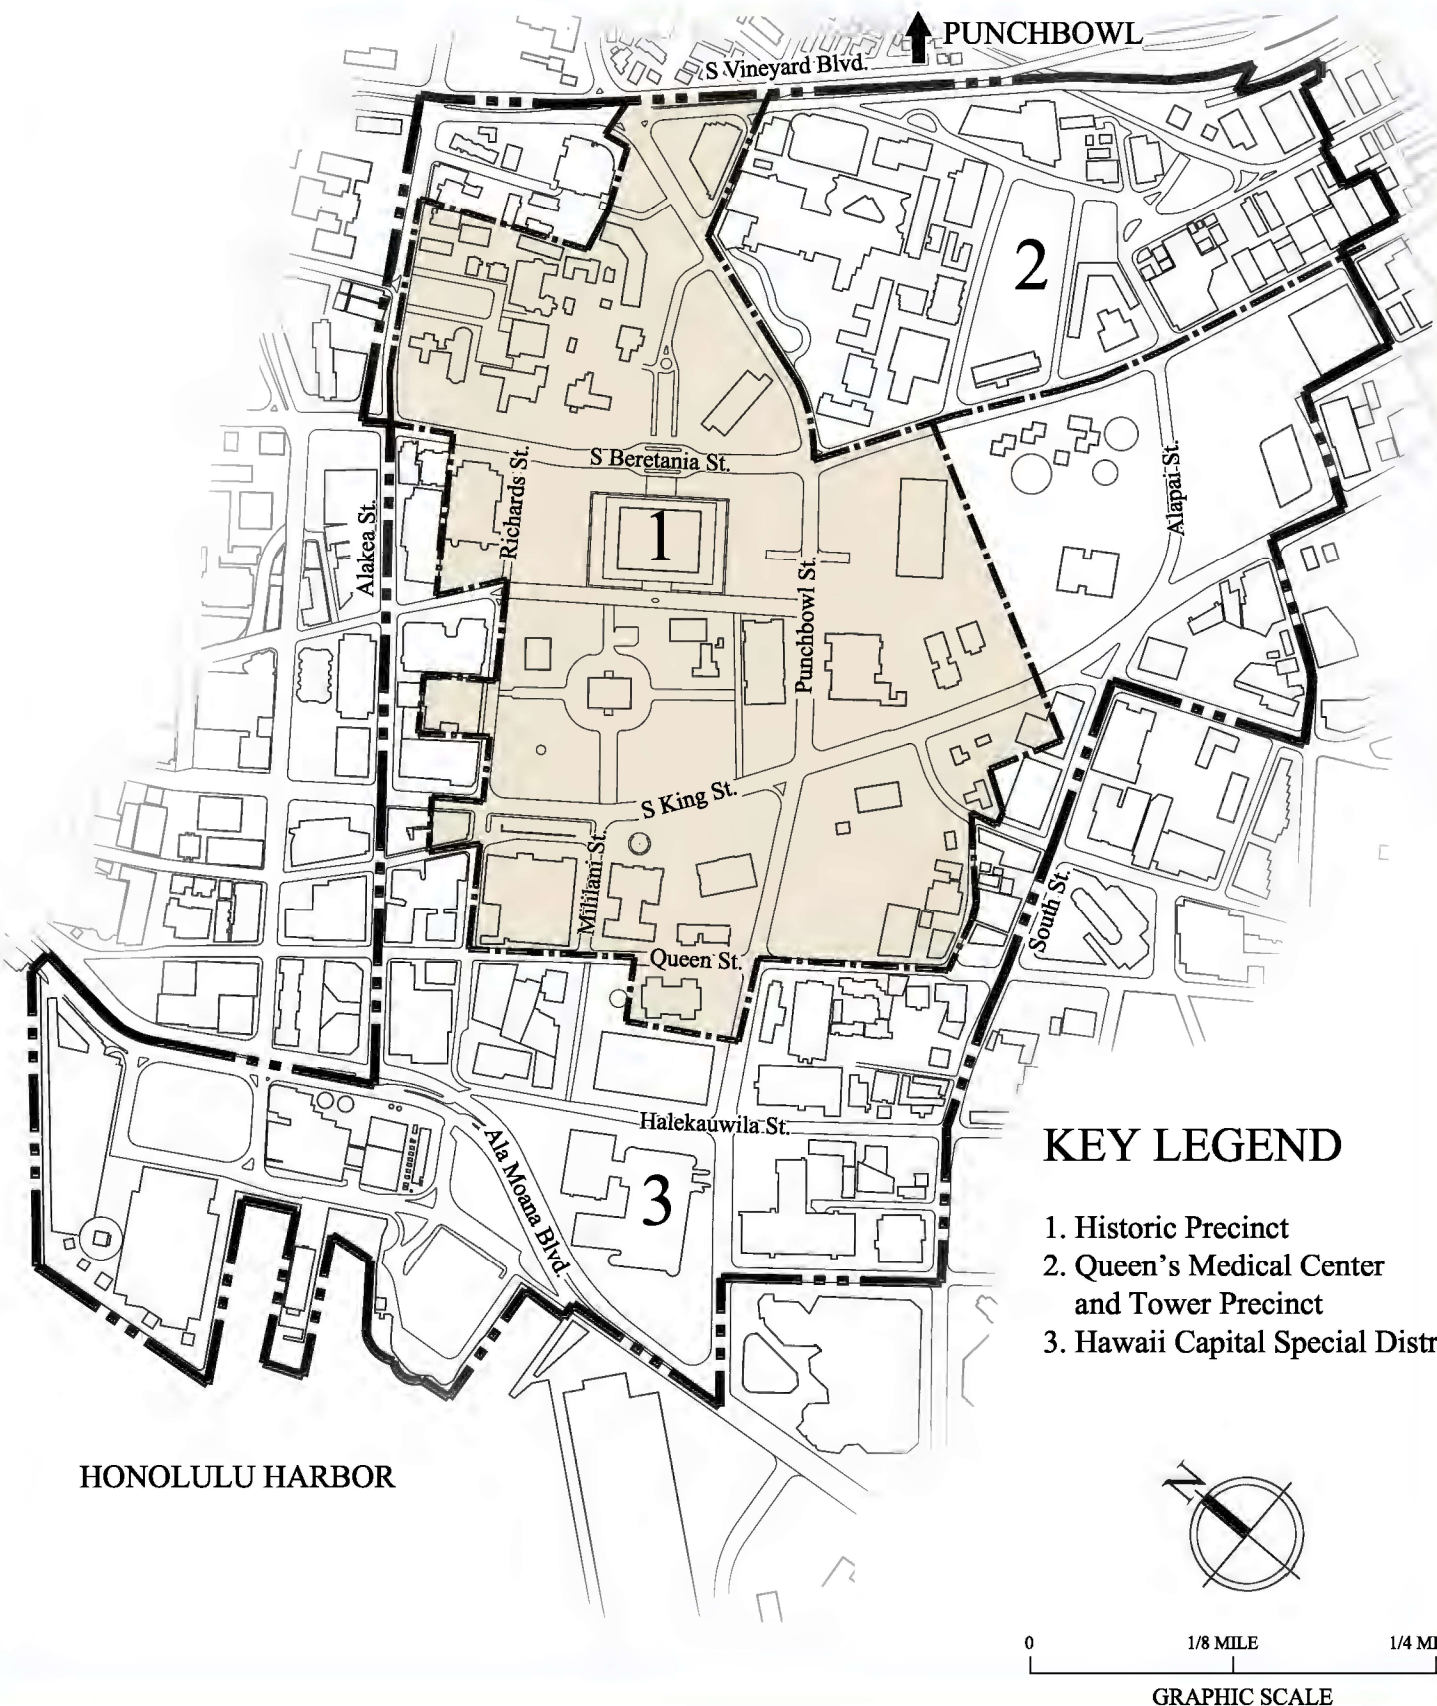 PUNCHBOWL
S Vineyard Blvd.
2
S Beretania St.
Richards St.
1
Alakea St.
Punchbowl St.
Alapai St.
S King St.
Mililani St.
South St.
Queen St.
Halekauwila St.
Ala Moana Blvd.
3
KEY LEGEND
1. Historic Precinct
2. Queen's Medical Center
and Tower Precinct
3. Hawaii Capital Special Distr
HONOLULU HARBOR
N
0 1/8 MILE 1/4 MI
GRAPHIC SCALE